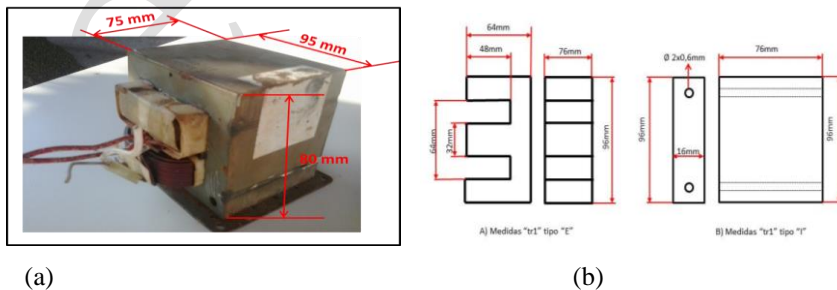 75 mm
95 mm
80 mm
64mm
48mm
76mm
64mm
32mm
96mm
A) Medidas "tr1" tipo "E"
76mm
Ø 2x0,6mm
96mm
16mm
96mm
B) Medidas "tr1" tipo "I"
(a)
(b)